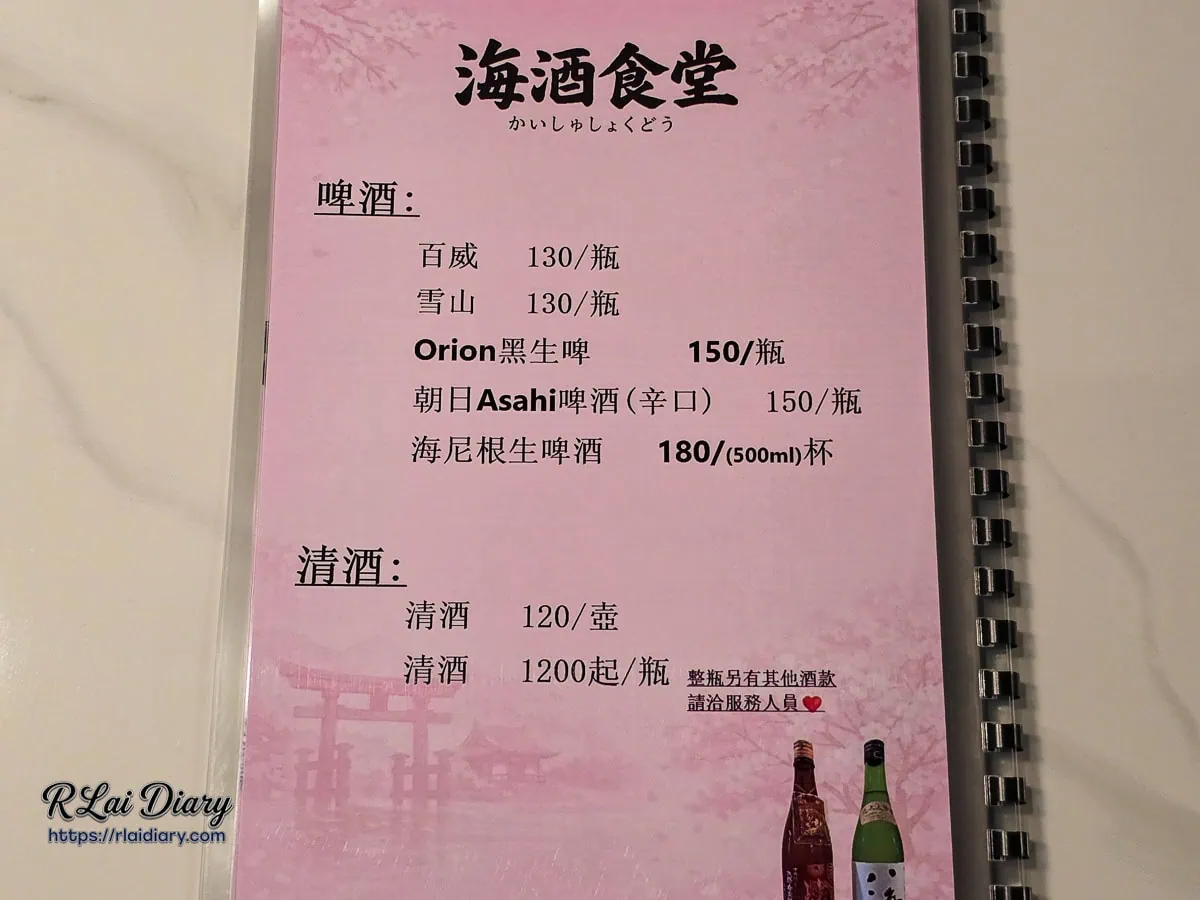 海酒食堂
かいしゅしょくどう
啤酒:
百威 130/瓶
雪山 130/瓶
Orion黑生啤 150/瓶
朝日Asahi啤酒(辛口) 150/瓶
海尼根生啤酒 180/(500ml)杯
清酒:
清酒 120/壺
清酒 1200起/瓶
整瓶另有其他酒款
請洽服務人員❤
RLai Diary
https://rlaidiary.com